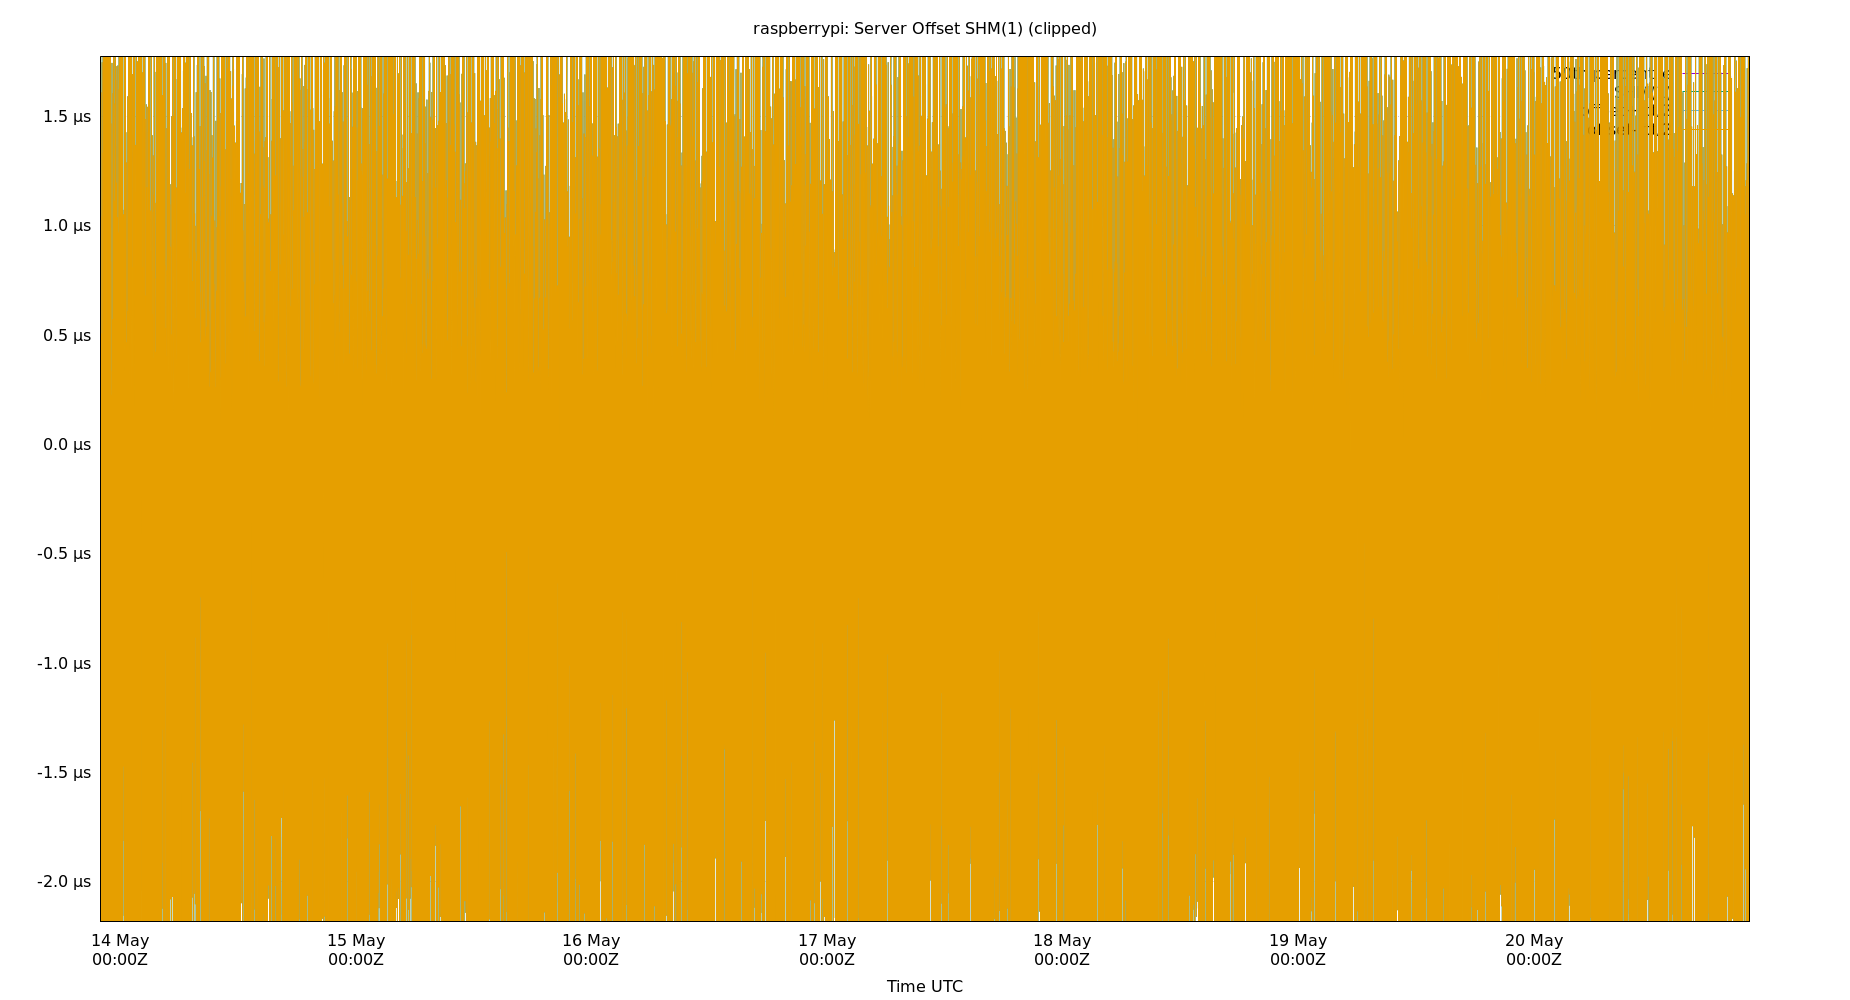 raspberrypi: Server Offset SHM(1) (clipped)
1.5 µs
1.0 µs
0.5 µs
0.0 µs
-0.5 µs
-1.0 µs
-1.5 µs
-2.0 µs
14 May 15 May 16 May 17 May 18 May 19 May 20 May
00:00Z 00:00Z 00:00Z 00:00Z 00:00Z 00:00Z 00:00Z
Time UTC